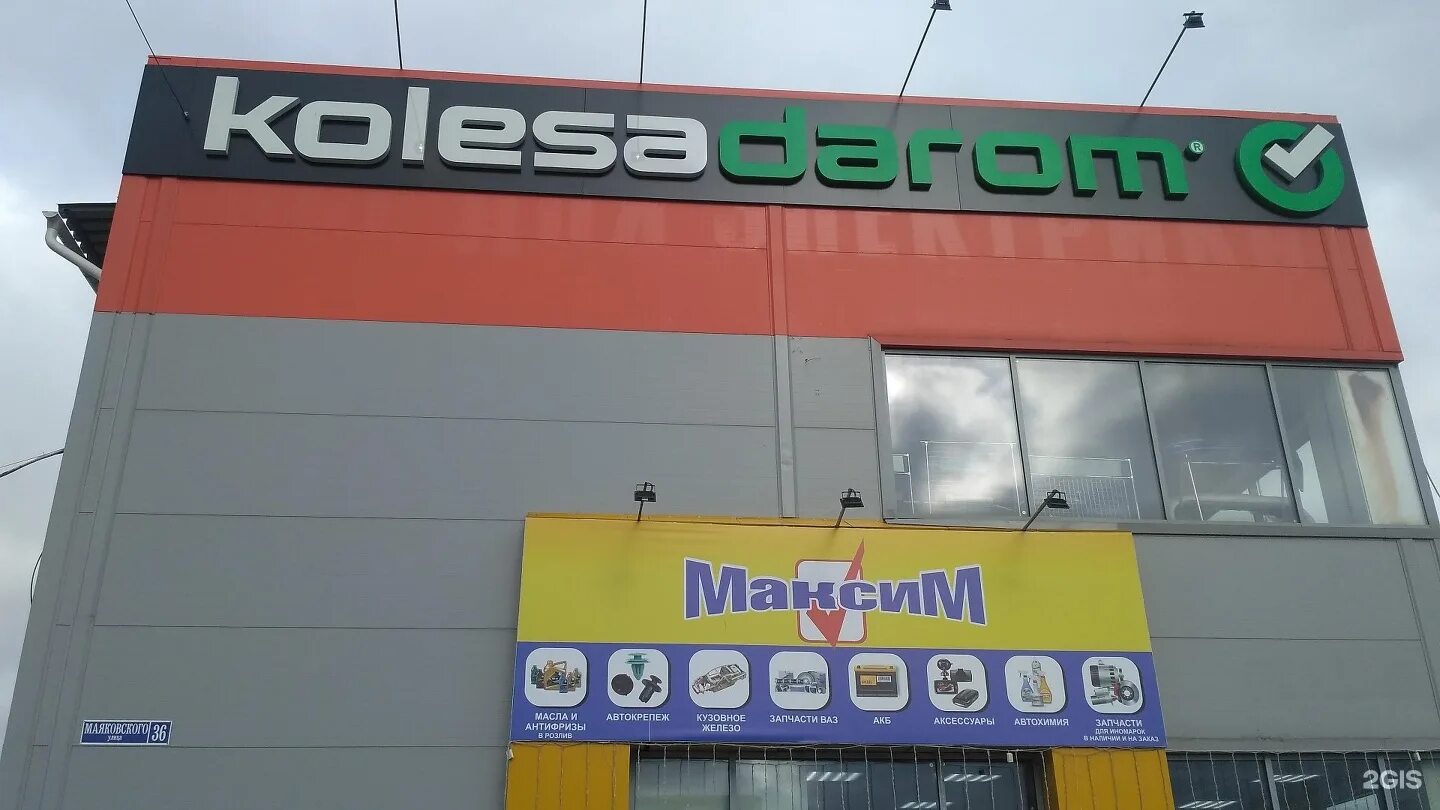 kolesadarom®
МаксиМ
МАСЛА И
АНТИФРИЗЫ
В РОЗЛИВ
АВТОКРЕПЕЖ
КУЗОВНОЕ
ЖЕЛЕЗО
ЗАПЧАСТИ ВАЗ
АКБ
АКСЕССУАРЫ
АВТОХИМИЯ
ЗАПЧАСТИ
ДЛЯ ИНОМАРОК
В НАЛИЧИИ И НА ЗАКАЗ
МАЯКОВСКОГО
улица
36
2GIS